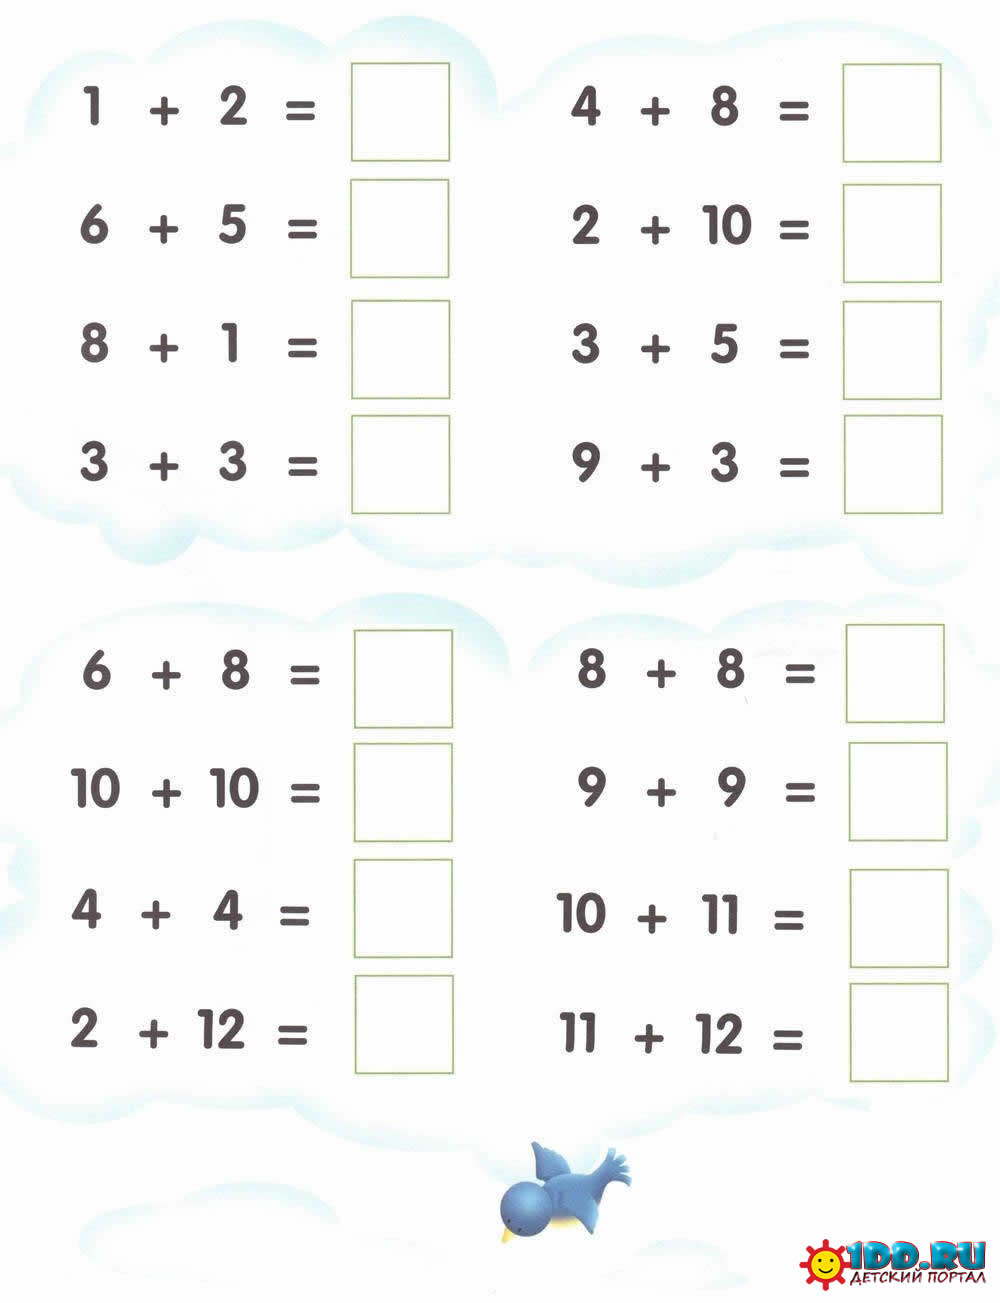 1 + 2 =
6 + 5 =
8 + 1 =
3 + 3 =
4 + 8 =
2 + 10 =
3 + 5 =
9 + 3 =
6 + 8 =
10 + 10 =
4 + 4 =
2 + 12 =
8 + 8 =
9 + 9 =
10 + 11 =
11 + 12 =
1DD.RU
ДЕТСКИЙ ПОРТАЛ